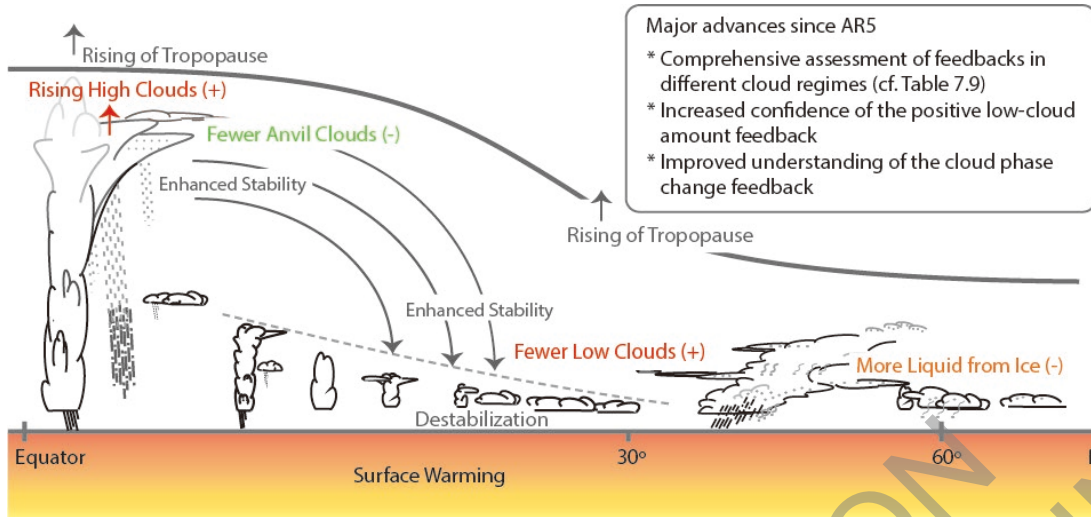 Major advances since AR5
* Comprehensive assessment of feedbacks in
different cloud regimes (cf. Table 7.9)
* Increased confidence of the positive low-cloud
amount feedback
* Improved understanding of the cloud phase
change feedback
Rising of Tropopause
Rising High Clouds (+)
Fewer Anvil Clouds (-)
Enhanced Stability
Rising of Tropopause
Enhanced Stability
Fewer Low Clouds (+)
More Liquid from Ice (-)
Destabilization
Equator
30°
60°
Surface Warming